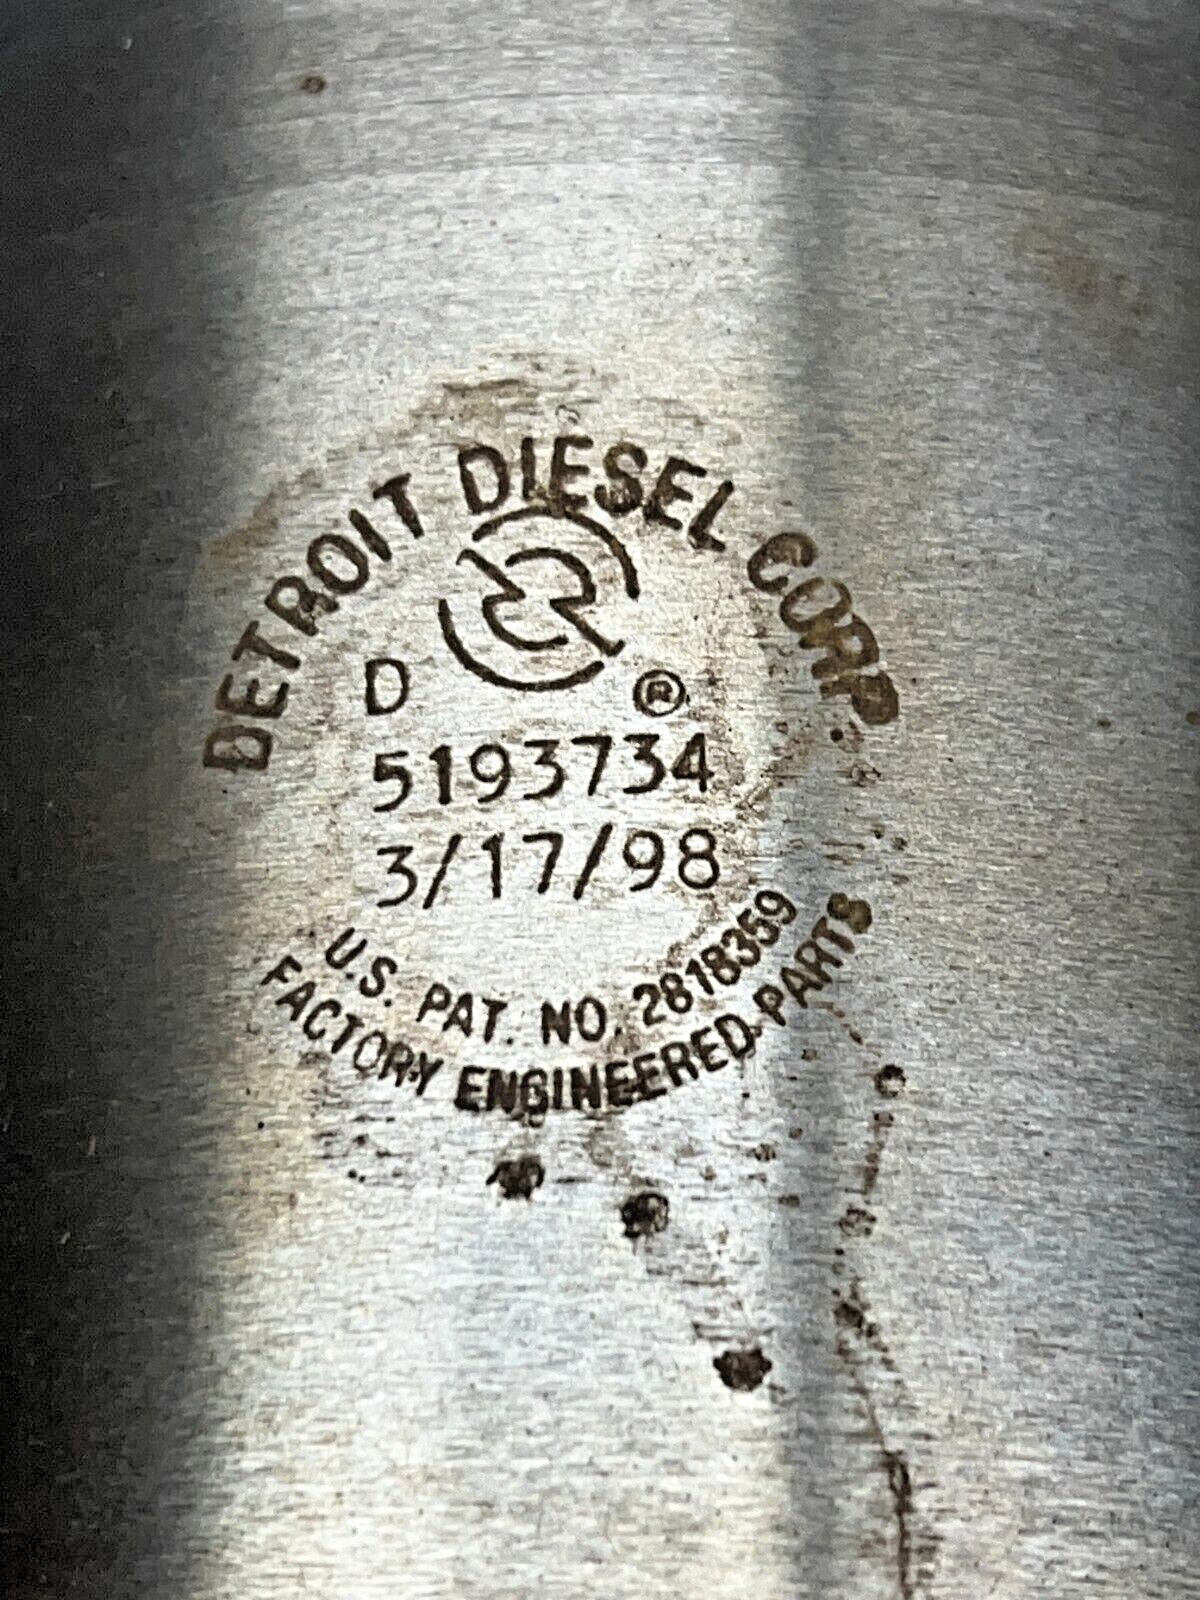 DETROIT DIESEL CORP.
D ®
5193734
3/17/98
U.S. PAT. NO. 2818359
FACTORY ENGINEERED PARTS